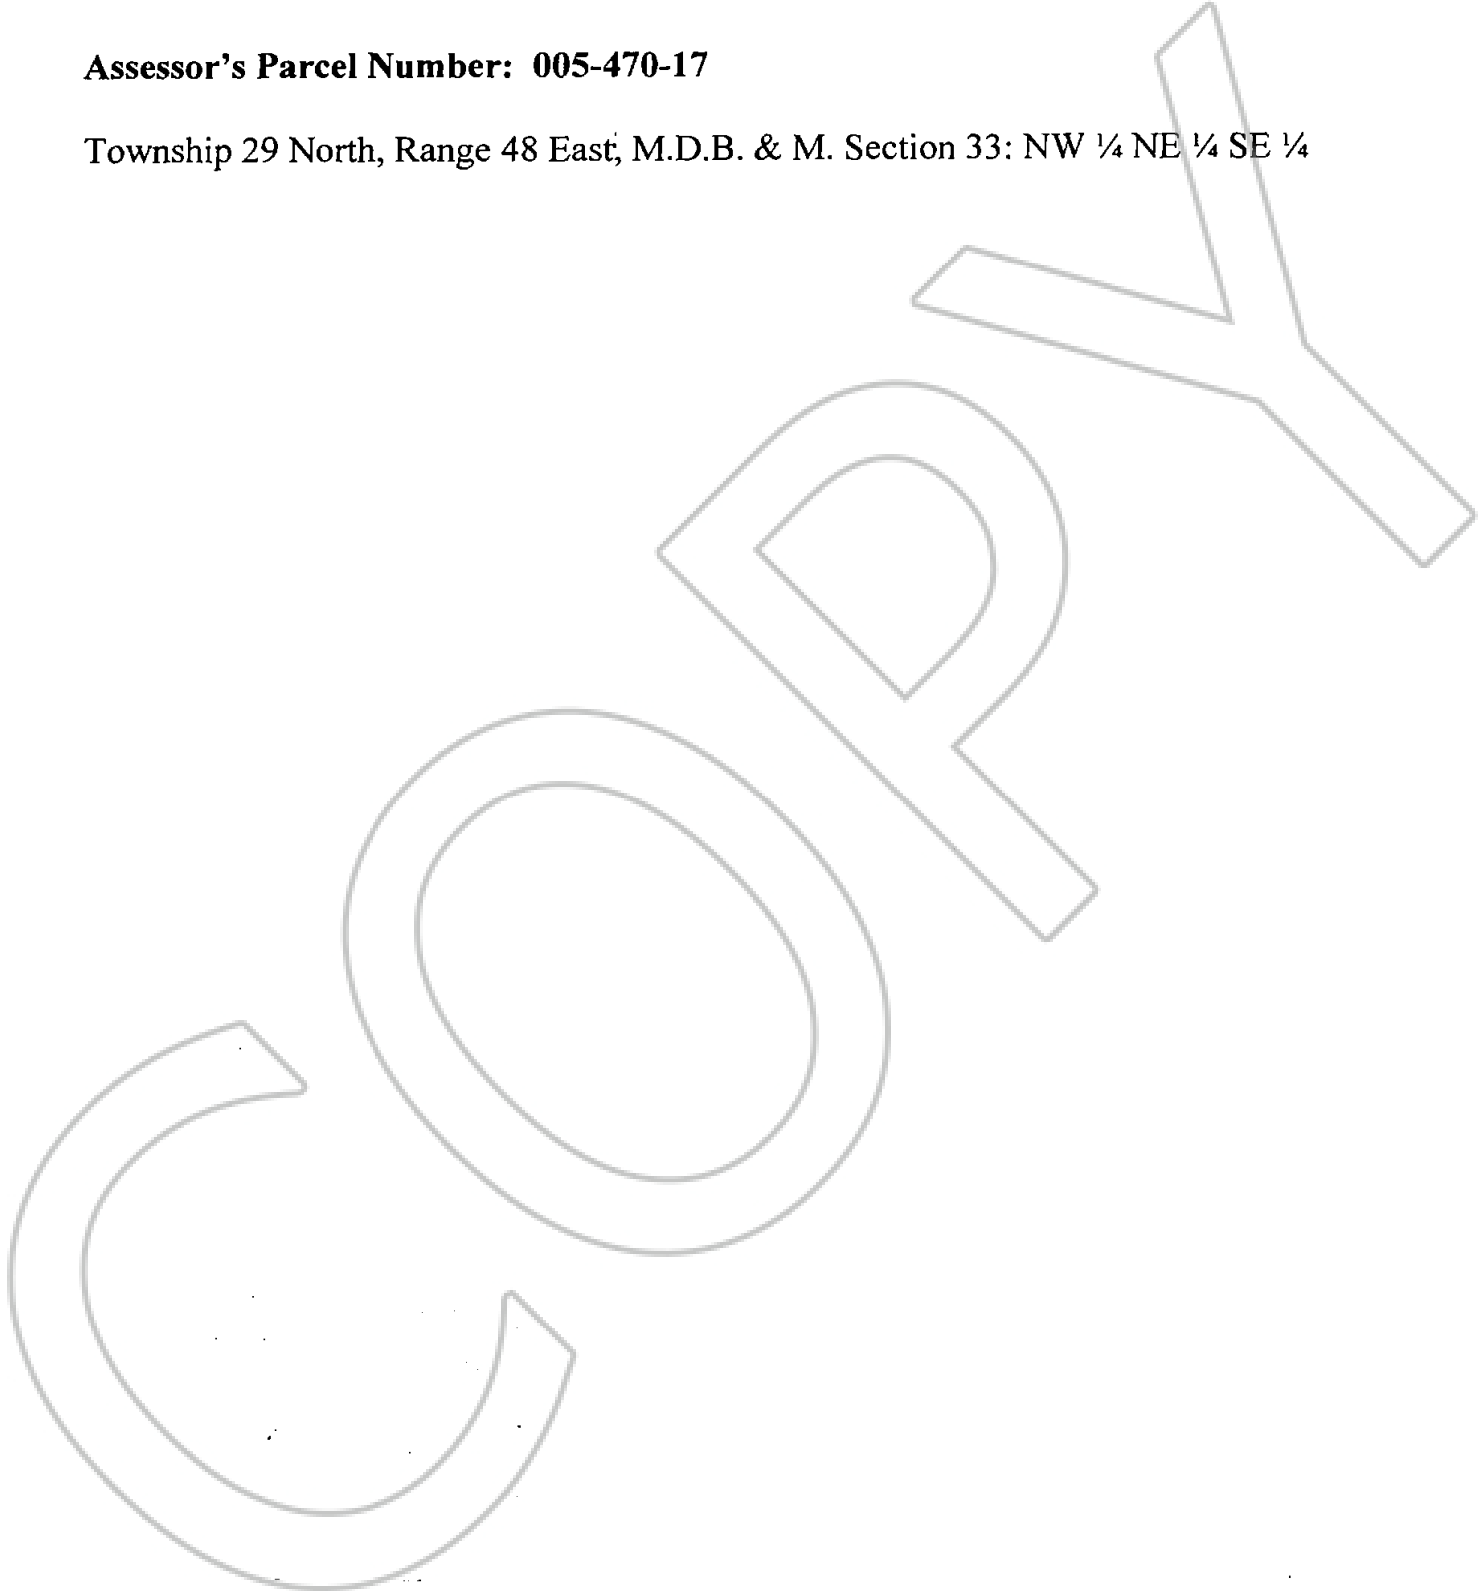 Assessor's Parcel Number: 005-470-17
Township 29 North, Range 48 East, M.D.B. & M. Section 33: NW ¼ NE ¼ SE ¼
COPY